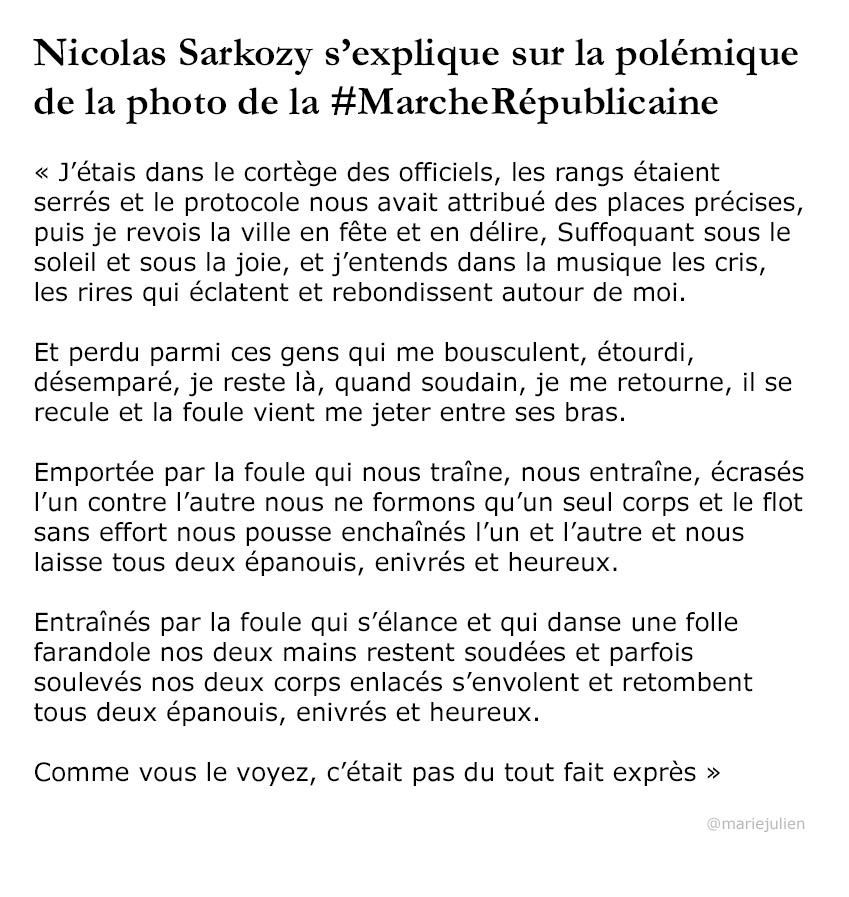 Nicolas Sarkozy s’explique sur la polémique
de la photo de la #MarcheRépublicaine
« J’étais dans le cortège des officiels, les rangs étaient
serrés et le protocole nous avait attribué des places précises,
puis je revois la ville en fête et en délire, Suffoquant sous le
soleil et sous la joie, et j’entends dans la musique les cris,
les rires qui éclatent et rebondissent autour de moi.
Et perdu parmi ces gens qui me bousculent, étourdi,
désemparé, je reste là, quand soudain, je me retourne, il se
recule et la foule vient me jeter entre ses bras.
Emportée par la foule qui nous traîne, nous entraîne, écrasés
l’un contre l’autre nous ne formons qu’un seul corps et le flot
sans effort nous pousse enchaînés l’un et l’autre et nous
laisse tous deux épanouis, enivrés et heureux.
Entraînés par la foule qui s’élance et qui danse une folle
farandole nos deux mains restent soudées et parfois
soulevés nos deux corps enlacés s’envolent et retombent
tous deux épanouis, enivrés et heureux.
Comme vous le voyez, c’était pas du tout fait exprès »
@mariejulien